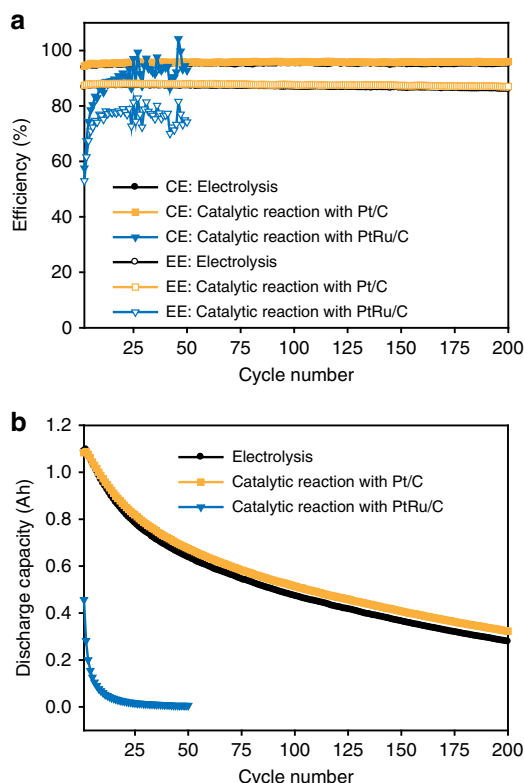 a
100
80
60
40
20
0
Efficiency (%)
CE: Electrolysis
CE: Catalytic reaction with Pt/C
CE: Catalytic reaction with PtRu/C
EE: Electrolysis
EE: Catalytic reaction with Pt/C
EE: Catalytic reaction with PtRu/C
25 50 75 100 125 150 175 200
Cycle number
b
1.2
1.0
0.8
0.6
0.4
0.2
0.0
Discharge capacity (Ah)
Electrolysis
Catalytic reaction with Pt/C
Catalytic reaction with PtRu/C
25 50 75 100 125 150 175 200
Cycle number